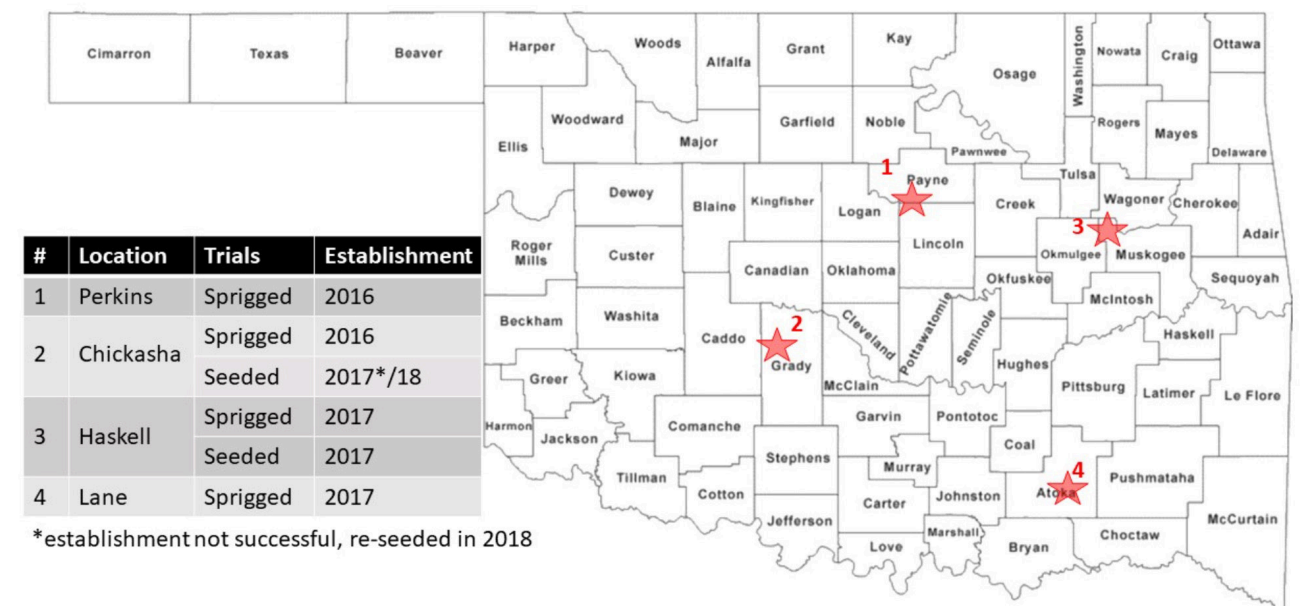 Cimarron Texas Beaver Harper Woods Alfalfa Grant Kay Osage Washington Nowata Craig Ottawa
Woodward Major Garfield Noble Pawnwee Rogers Mayes Delaware
Ellis
1 Payne Tulsa
Dewey Blaine Kingfisher Logan Creek Wagoner Cherokee
3
Roger Mills Custer Canadian Oklahoma Lincoln Okmulgee Muskogee Adair
Okfuskee McIntosh Sequoyah
Beckham Washita Caddo 2 Grady Cleveland Pottawatomie Seminole Hughes Haskell
Greer Kiowa McClain Pittsburg Latimer Le Flore
Harmon Jackson Comanche Garvin Pontotoc Coal
Tillman Cotton Stephens Murray 4 Atoka Pushmataha
Carter Johnston
Jefferson Love Marshall Bryan Choctaw McCurtain
# Location Trials Establishment
1 Perkins Sprigged 2016
2 Chickasha Sprigged 2016
Seeded 2017*/18
3 Haskell Sprigged 2017
Seeded 2017
4 Lane Sprigged 2017
*establishment not successful, re-seeded in 2018